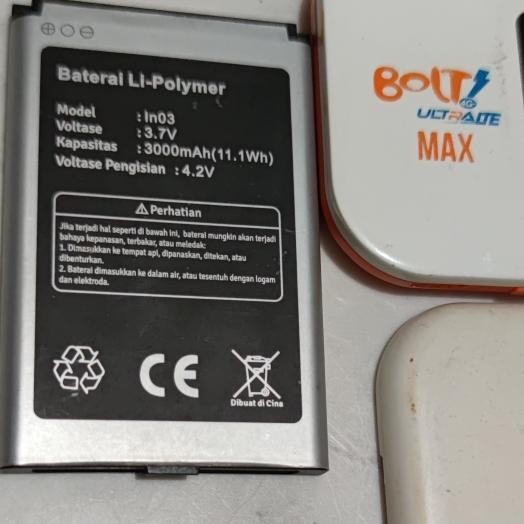 Baterai Li-Polymer
Model : In03
Voltase : 3.7V
Kapasitas : 3000mAh(11.1Wh)
Voltase Pengisian : 4.2V
Perhatian
Jika terjadi hal seperti di bawah ini, baterai mungkin akan terjadi
bahaya kepanasan, terbakar, atau meledak:
1. Dimasukkan ke tempat api, dipanaskan, ditekan, atau
dibenturkan.
2. Baterai dimasukkan ke dalam air, atau tesentuh dengan logam
dan elektroda.
CE
Dibuat di Cina
BOLT!
4G
ULTRA LTE
MAX